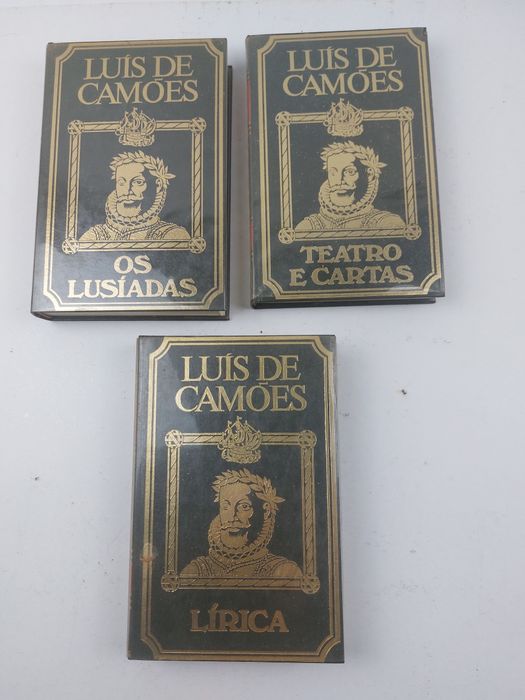 LUÍS DE
CAMÕES
OS
LUSÍADAS
LUÍS DE
CAMÕES
TEATRO
E CARTAS
LUÍS DE
CAMÕES
LÍRICA